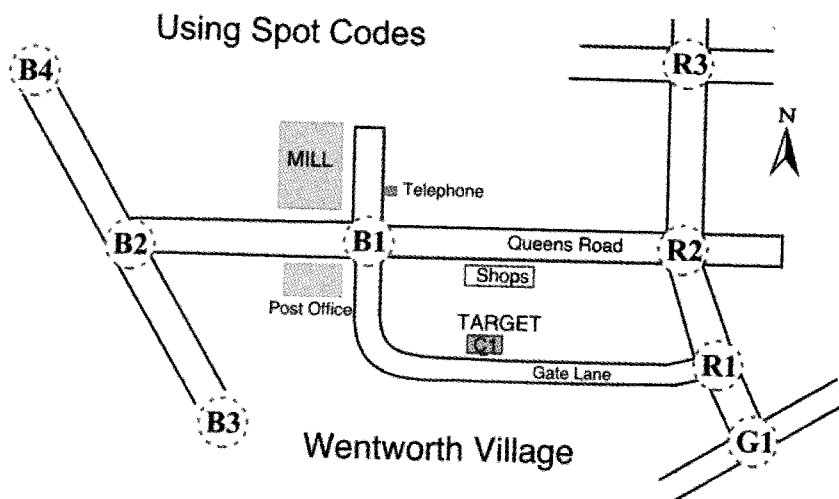 Using Spot Codes
B4
R3
N
MILL
Telephone
B2
B1
Queens Road
R2
Shops
Post Office
TARGET
C1
Gate Lane
R1
B3
G1
Wentworth Village